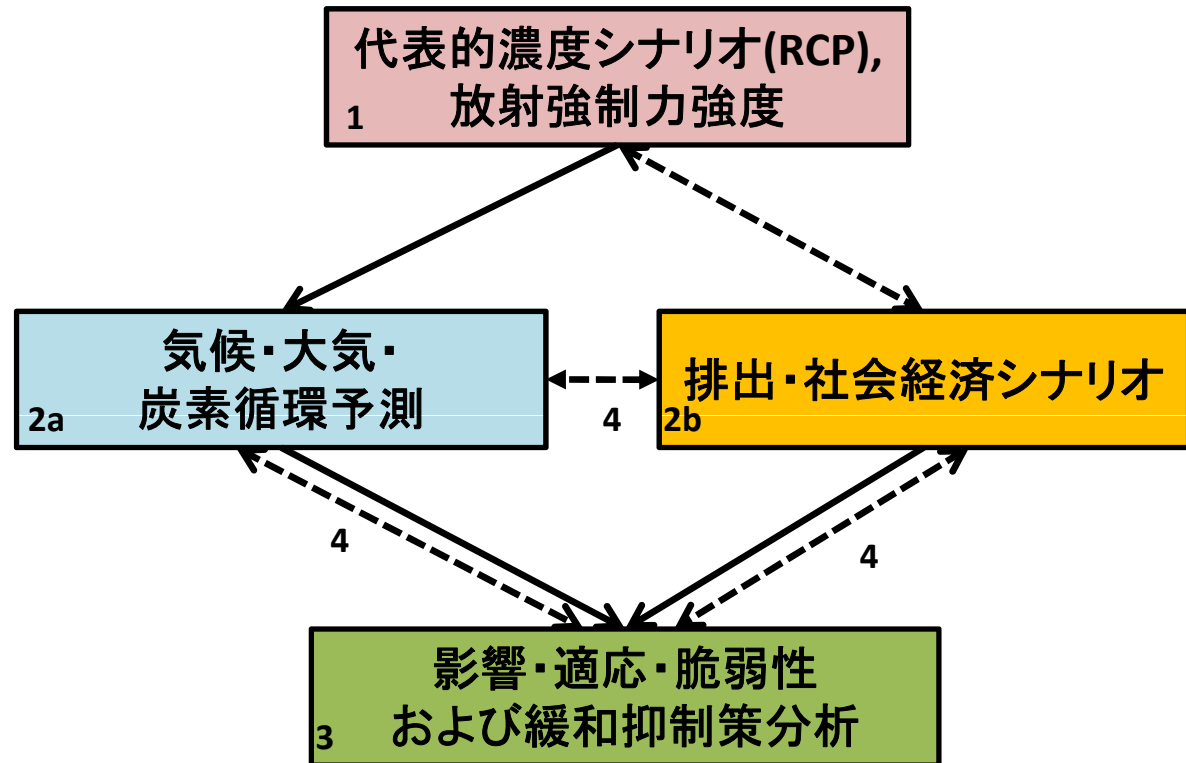 代表的濃度シナリオ(RCP),
放射強制力強度
1
気候・大気・
炭素循環予測
2a
4
排出・社会経済シナリオ
2b
4
4
影響・適応・脆弱性
および緩和抑制策分析
3